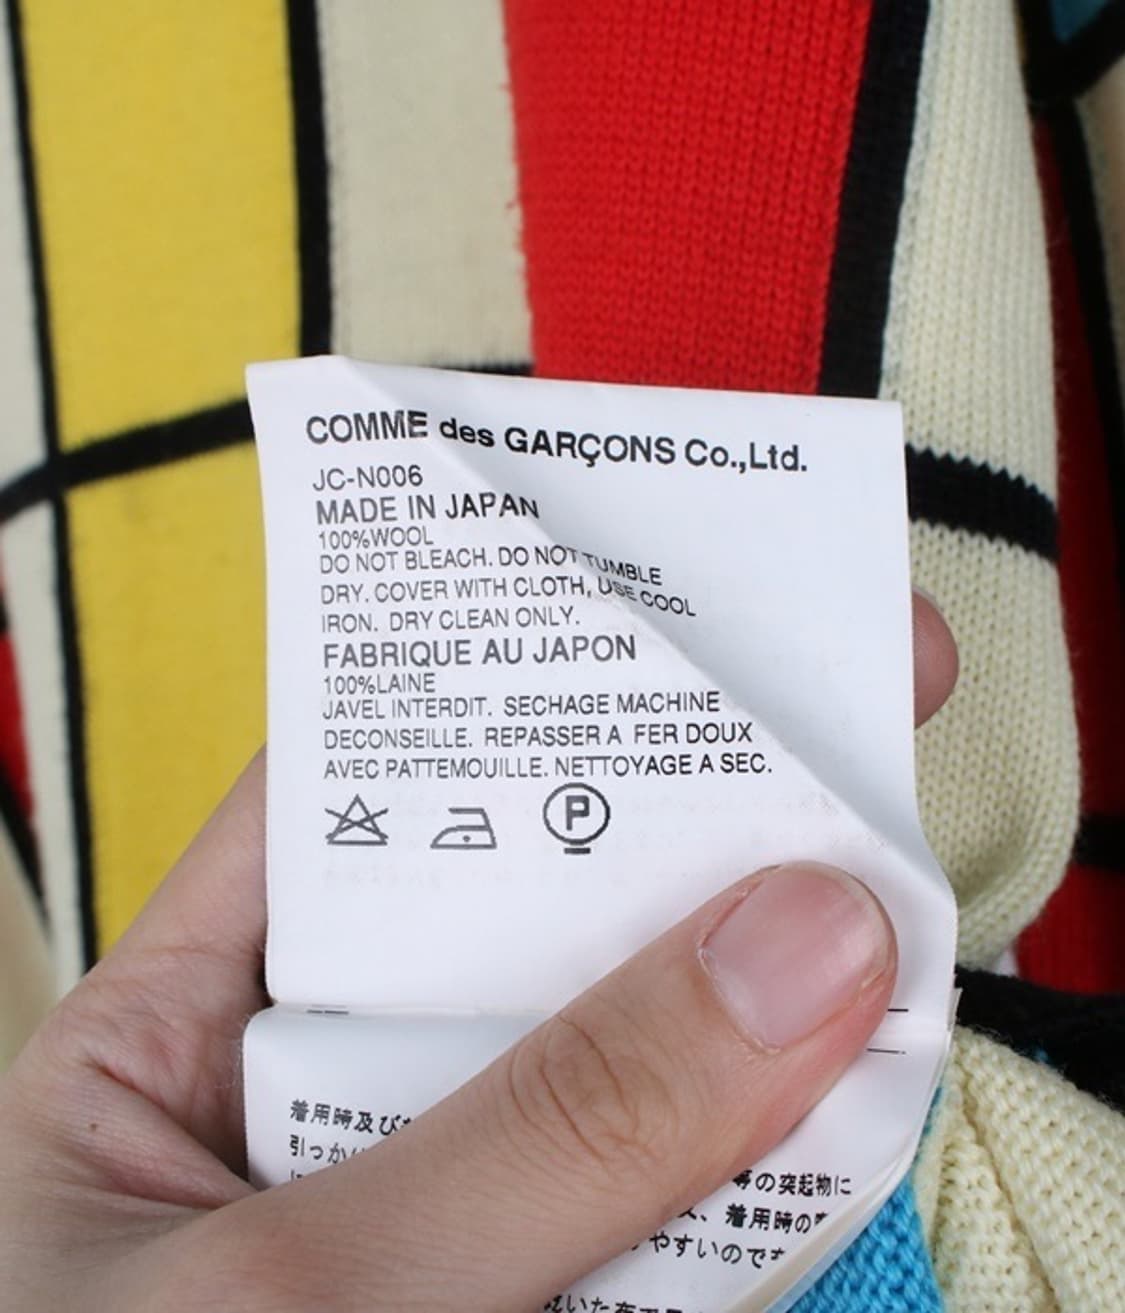 COMME des GARÇONS Co.,Ltd.
JC-N006
MADE IN JAPAN
100%WOOL
DO NOT BLEACH. DO NOT TUMBLE
DRY. COVER WITH CLOTH, USE COOL
IRON. DRY CLEAN ONLY.
FABRIQUE AU JAPON
100%LAINE
JAVEL INTERDIT. SECHAGE MACHINE
DECONSEILLE. REPASSER A FER DOUX
AVEC PATTEMOUILLE. NETTOYAGE A SEC.
P
着用時及び
引っか
等の突起物に
又、着用時の
やすいので